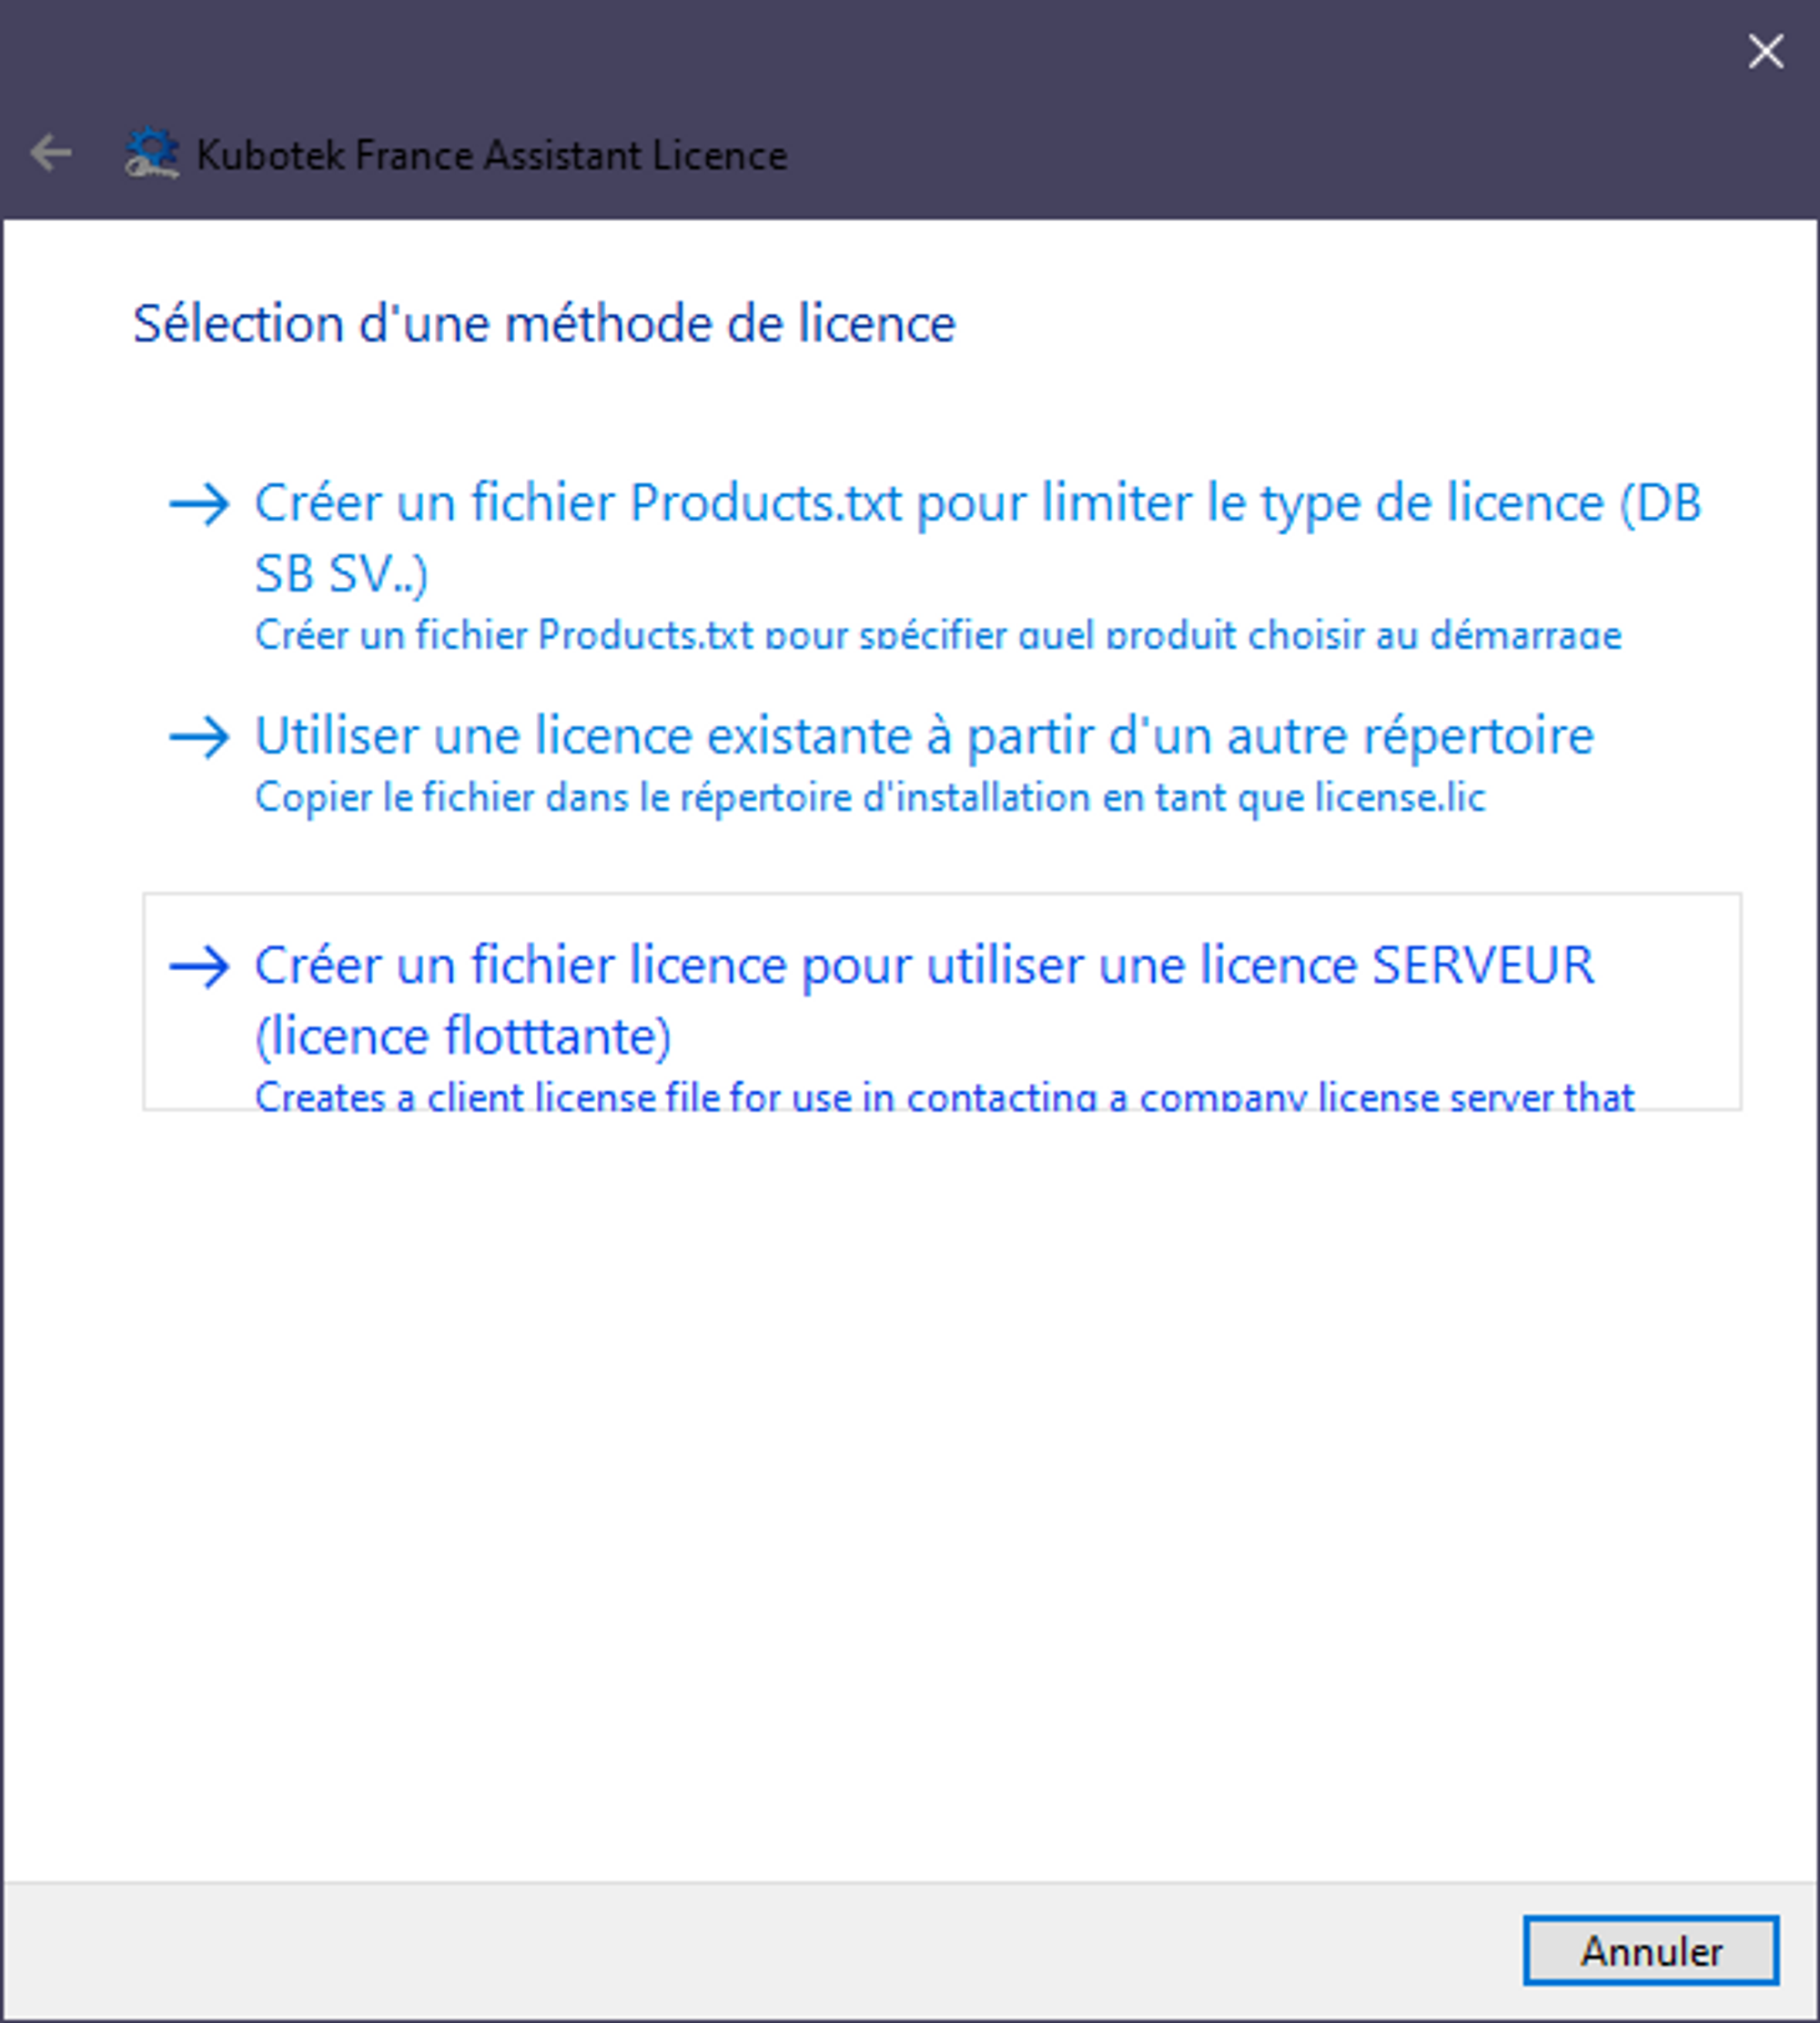 Kubotek France Assistant Licence
Sélection d'une méthode de licence
Créer un fichier Products.txt pour limiter le type de licence (DB
SB SV..)
Créer un fichier Products.txt pour spécifier quel produit choisir au démarrage
Utiliser une licence existante à partir d'un autre répertoire
Copier le fichier dans le répertoire d'installation en tant que license.lic
Créer un fichier licence pour utiliser une licence SERVEUR
(licence flotttante)
Creates a client license file for use in contacting a company license server that
Annuler